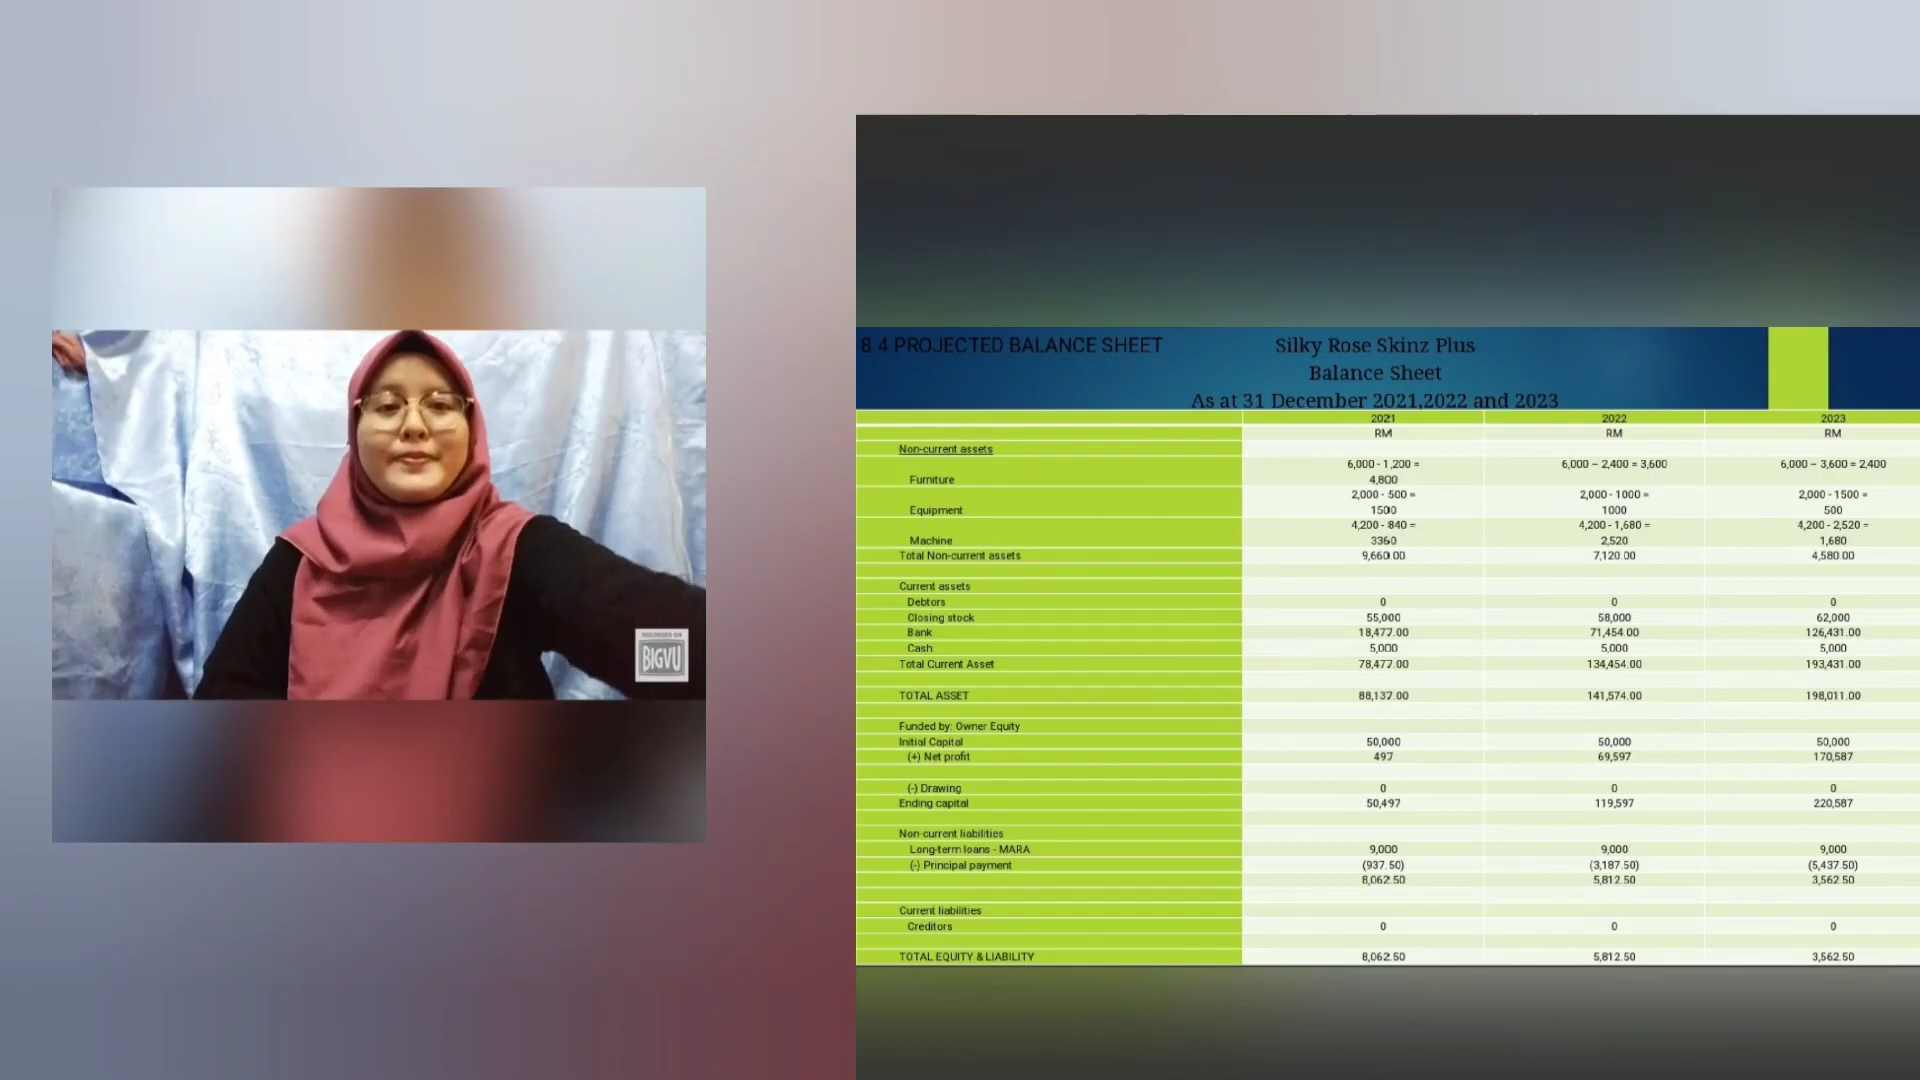 RECORDED ON
BIGVU
8.4 PROJECTED BALANCE SHEET
Silky Rose Skinz Plus
Balance Sheet
As at 31 December 2021,2022 and 2023
2021 2022 2023
RM RM RM
Non-current assets
6,000 - 1,200 = 6,000 – 2,400 = 3,600 6,000 – 3,600 = 2,400
Furniture 4,800
2,000 - 500 = 2,000 - 1000 = 2,000 - 1500 =
Equipment 1500 1000 500
4,200 - 840 = 4,200 - 1,680 = 4,200 - 2,520 =
Machine 3360 2,520 1,680
Total Non-current assets 9,660.00 7,120.00 4,580.00
Current assets
Debtors 0 0 0
Closing stock 55,000 58,000 62,000
Bank 18,477.00 71,454.00 126,431.00
Cash 5,000 5,000 5,000
Total Current Asset 78,477.00 134,454.00 193,431.00
TOTAL ASSET 88,137.00 141,574.00 198,011.00
Funded by: Owner Equity
Initial Capital 50,000 50,000 50,000
(+) Net profit 497 69,597 170,587
(-) Drawing 0 0 0
Ending capital 50,497 119,597 220,587
Non-current liabilities
Long-term loans - MARA 9,000 9,000 9,000
(-) Principal payment (937.50) (3,187.50) (5,437.50)
8,062.50 5,812.50 3,562.50
Current liabilities
Creditors 0 0 0
TOTAL EQUITY & LIABILITY 8,062.50 5,812.50 3,562.50